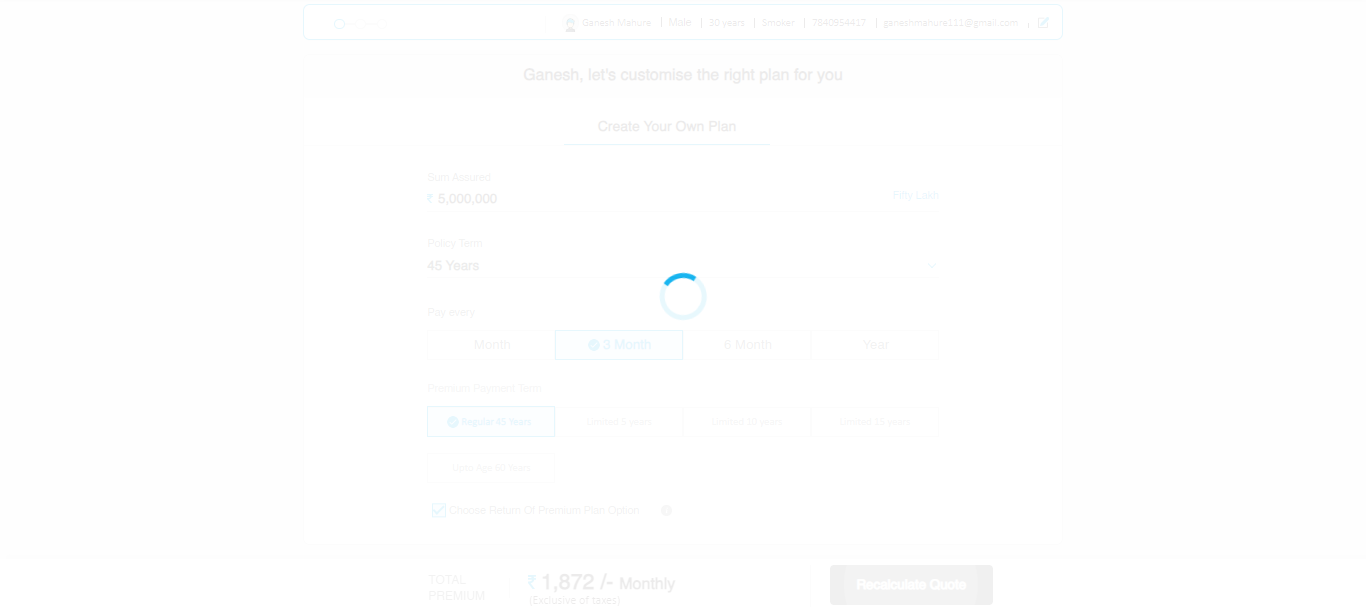 Ganesh Mahure | Male | 30 years | Smoker | 7840954417 | ganeshmahure111@gmail.com
Ganesh, let's customise the right plan for you
Create Your Own Plan
Sum Assured
₹ 5,000,000 Fifty Lakh
Policy Term
45 Years
Pay every
Month 3 Month 6 Month Year
Premium Payment Term
Regular 45 Years Limited 5 years Limited 10 years Limited 15 years
Upto Age 60 Years
Choose Return Of Premium Plan Option
TOTAL PREMIUM ₹ 1,872 /- Monthly
(Exclusive of taxes)
Recalculate Quote